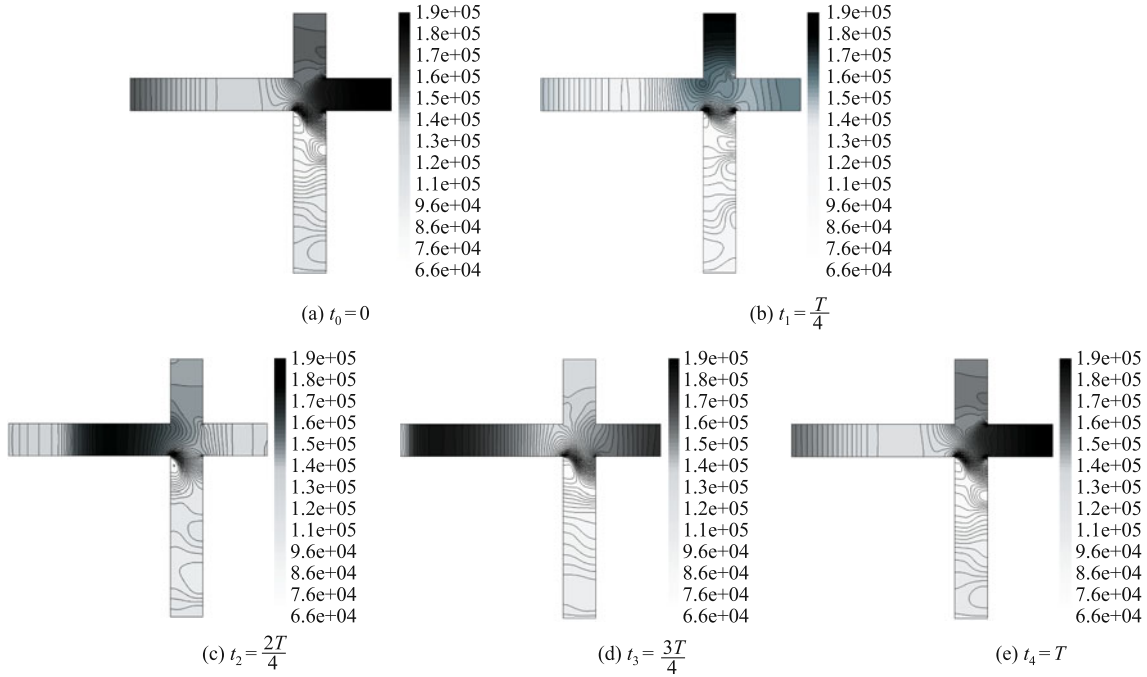 1.9e+05
1.8e+05
1.7e+05
1.6e+05
1.5e+05
1.4e+05
1.3e+05
1.2e+05
1.1e+05
9.6e+04
8.6e+04
7.6e+04
6.6e+04
(a) t0 = 0
1.9e+05
1.8e+05
1.7e+05
1.6e+05
1.5e+05
1.4e+05
1.3e+05
1.2e+05
1.1e+05
9.6e+04
8.6e+04
7.6e+04
6.6e+04
(b) t1 = T/4
1.9e+05
1.8e+05
1.7e+05
1.6e+05
1.5e+05
1.4e+05
1.3e+05
1.2e+05
1.1e+05
9.6e+04
8.6e+04
7.6e+04
6.6e+04
(c) t2 = 2T/4
1.9e+05
1.8e+05
1.7e+05
1.6e+05
1.5e+05
1.4e+05
1.3e+05
1.2e+05
1.1e+05
9.6e+04
8.6e+04
7.6e+04
6.6e+04
(d) t3 = 3T/4
1.9e+05
1.8e+05
1.7e+05
1.6e+05
1.5e+05
1.4e+05
1.3e+05
1.2e+05
1.1e+05
9.6e+04
8.6e+04
7.6e+04
6.6e+04
(e) t4 = T